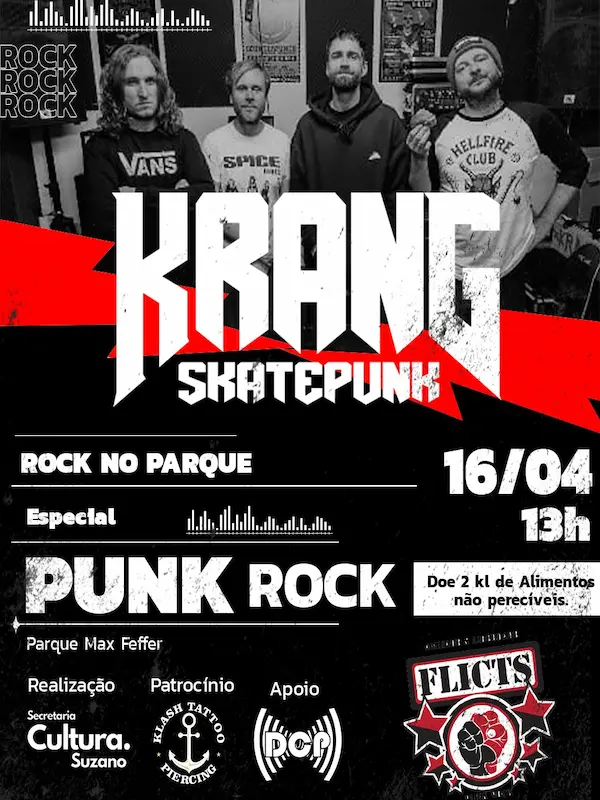 ROCK
ROCK
ROCK
VANS
SPICE
HELLFIRE
CLUB
KRANG
SKATEPUNK
ROCK NO PARQUE
16/04
13h
Especial
PUNK ROCK
Doe 2 kl de Alimentos
não perecíveis.
Parque Max Feffer
Realização
Patrocínio
Apoio
Secretaria
Cultura.
Suzano
KLASH TATTOO
PIERCING
DCP
FLICTS